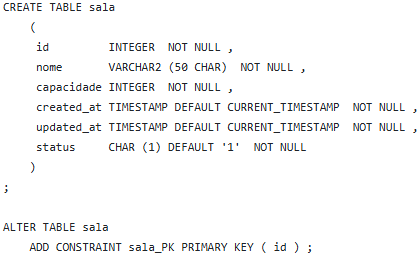 CREATE TABLE sala
(
id INTEGER NOT NULL ,
nome VARCHAR2 (50 CHAR) NOT NULL ,
capacidade INTEGER NOT NULL ,
created_at TIMESTAMP DEFAULT CURRENT_TIMESTAMP NOT NULL ,
updated_at TIMESTAMP DEFAULT CURRENT_TIMESTAMP NOT NULL ,
status CHAR (1) DEFAULT '1' NOT NULL
)
;
ALTER TABLE sala
ADD CONSTRAINT sala_PK PRIMARY KEY ( id ) ;